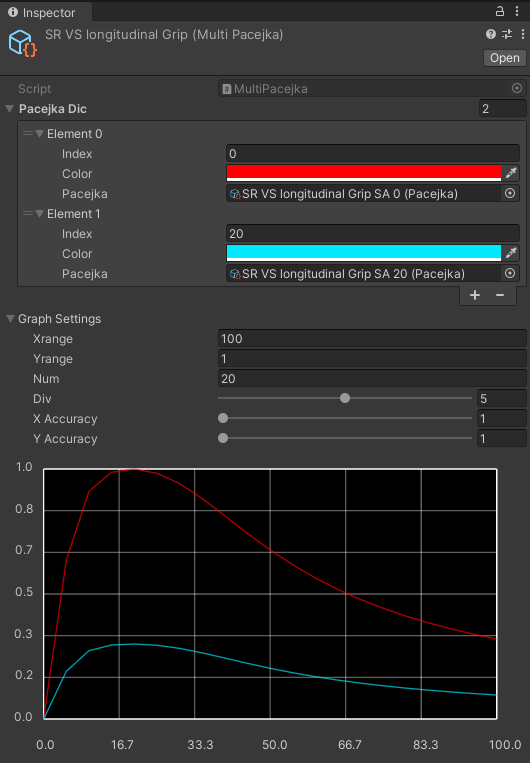 Inspector
SR VS longitudinal Grip (Multi Pacejka)
Open
Script MultiPacejka
Pacejka Dic 2
Element 0
Index 0
Color
Pacejka SR VS longitudinal Grip SA 0 (Pacejka)
Element 1
Index 20
Color
Pacejka SR VS longitudinal Grip SA 20 (Pacejka)
Graph Settings
Xrange 100
Yrange 1
Num 20
Div 5
X Accuracy 1
Y Accuracy 1
1.0
0.8
0.7
0.5
0.3
0.2
0.0
0.0 16.7 33.3 50.0 66.7 83.3 100.0